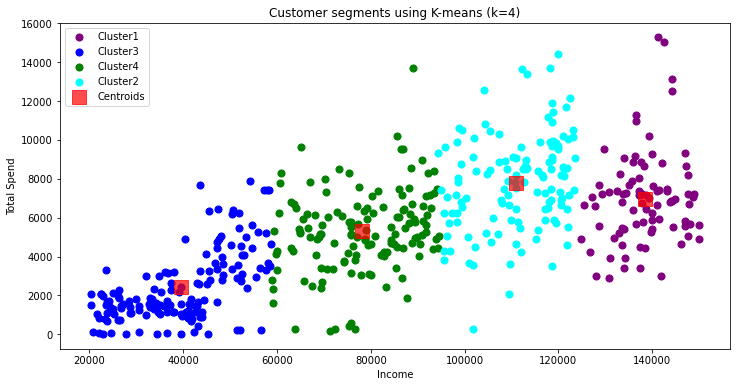 Customer segments using K-means (k=4)
Cluster1
Cluster3
Cluster4
Cluster2
Centroids
Total Spend
16000
14000
12000
10000
8000
6000
4000
2000
0
20000 40000 60000 80000 100000 120000 140000
Income